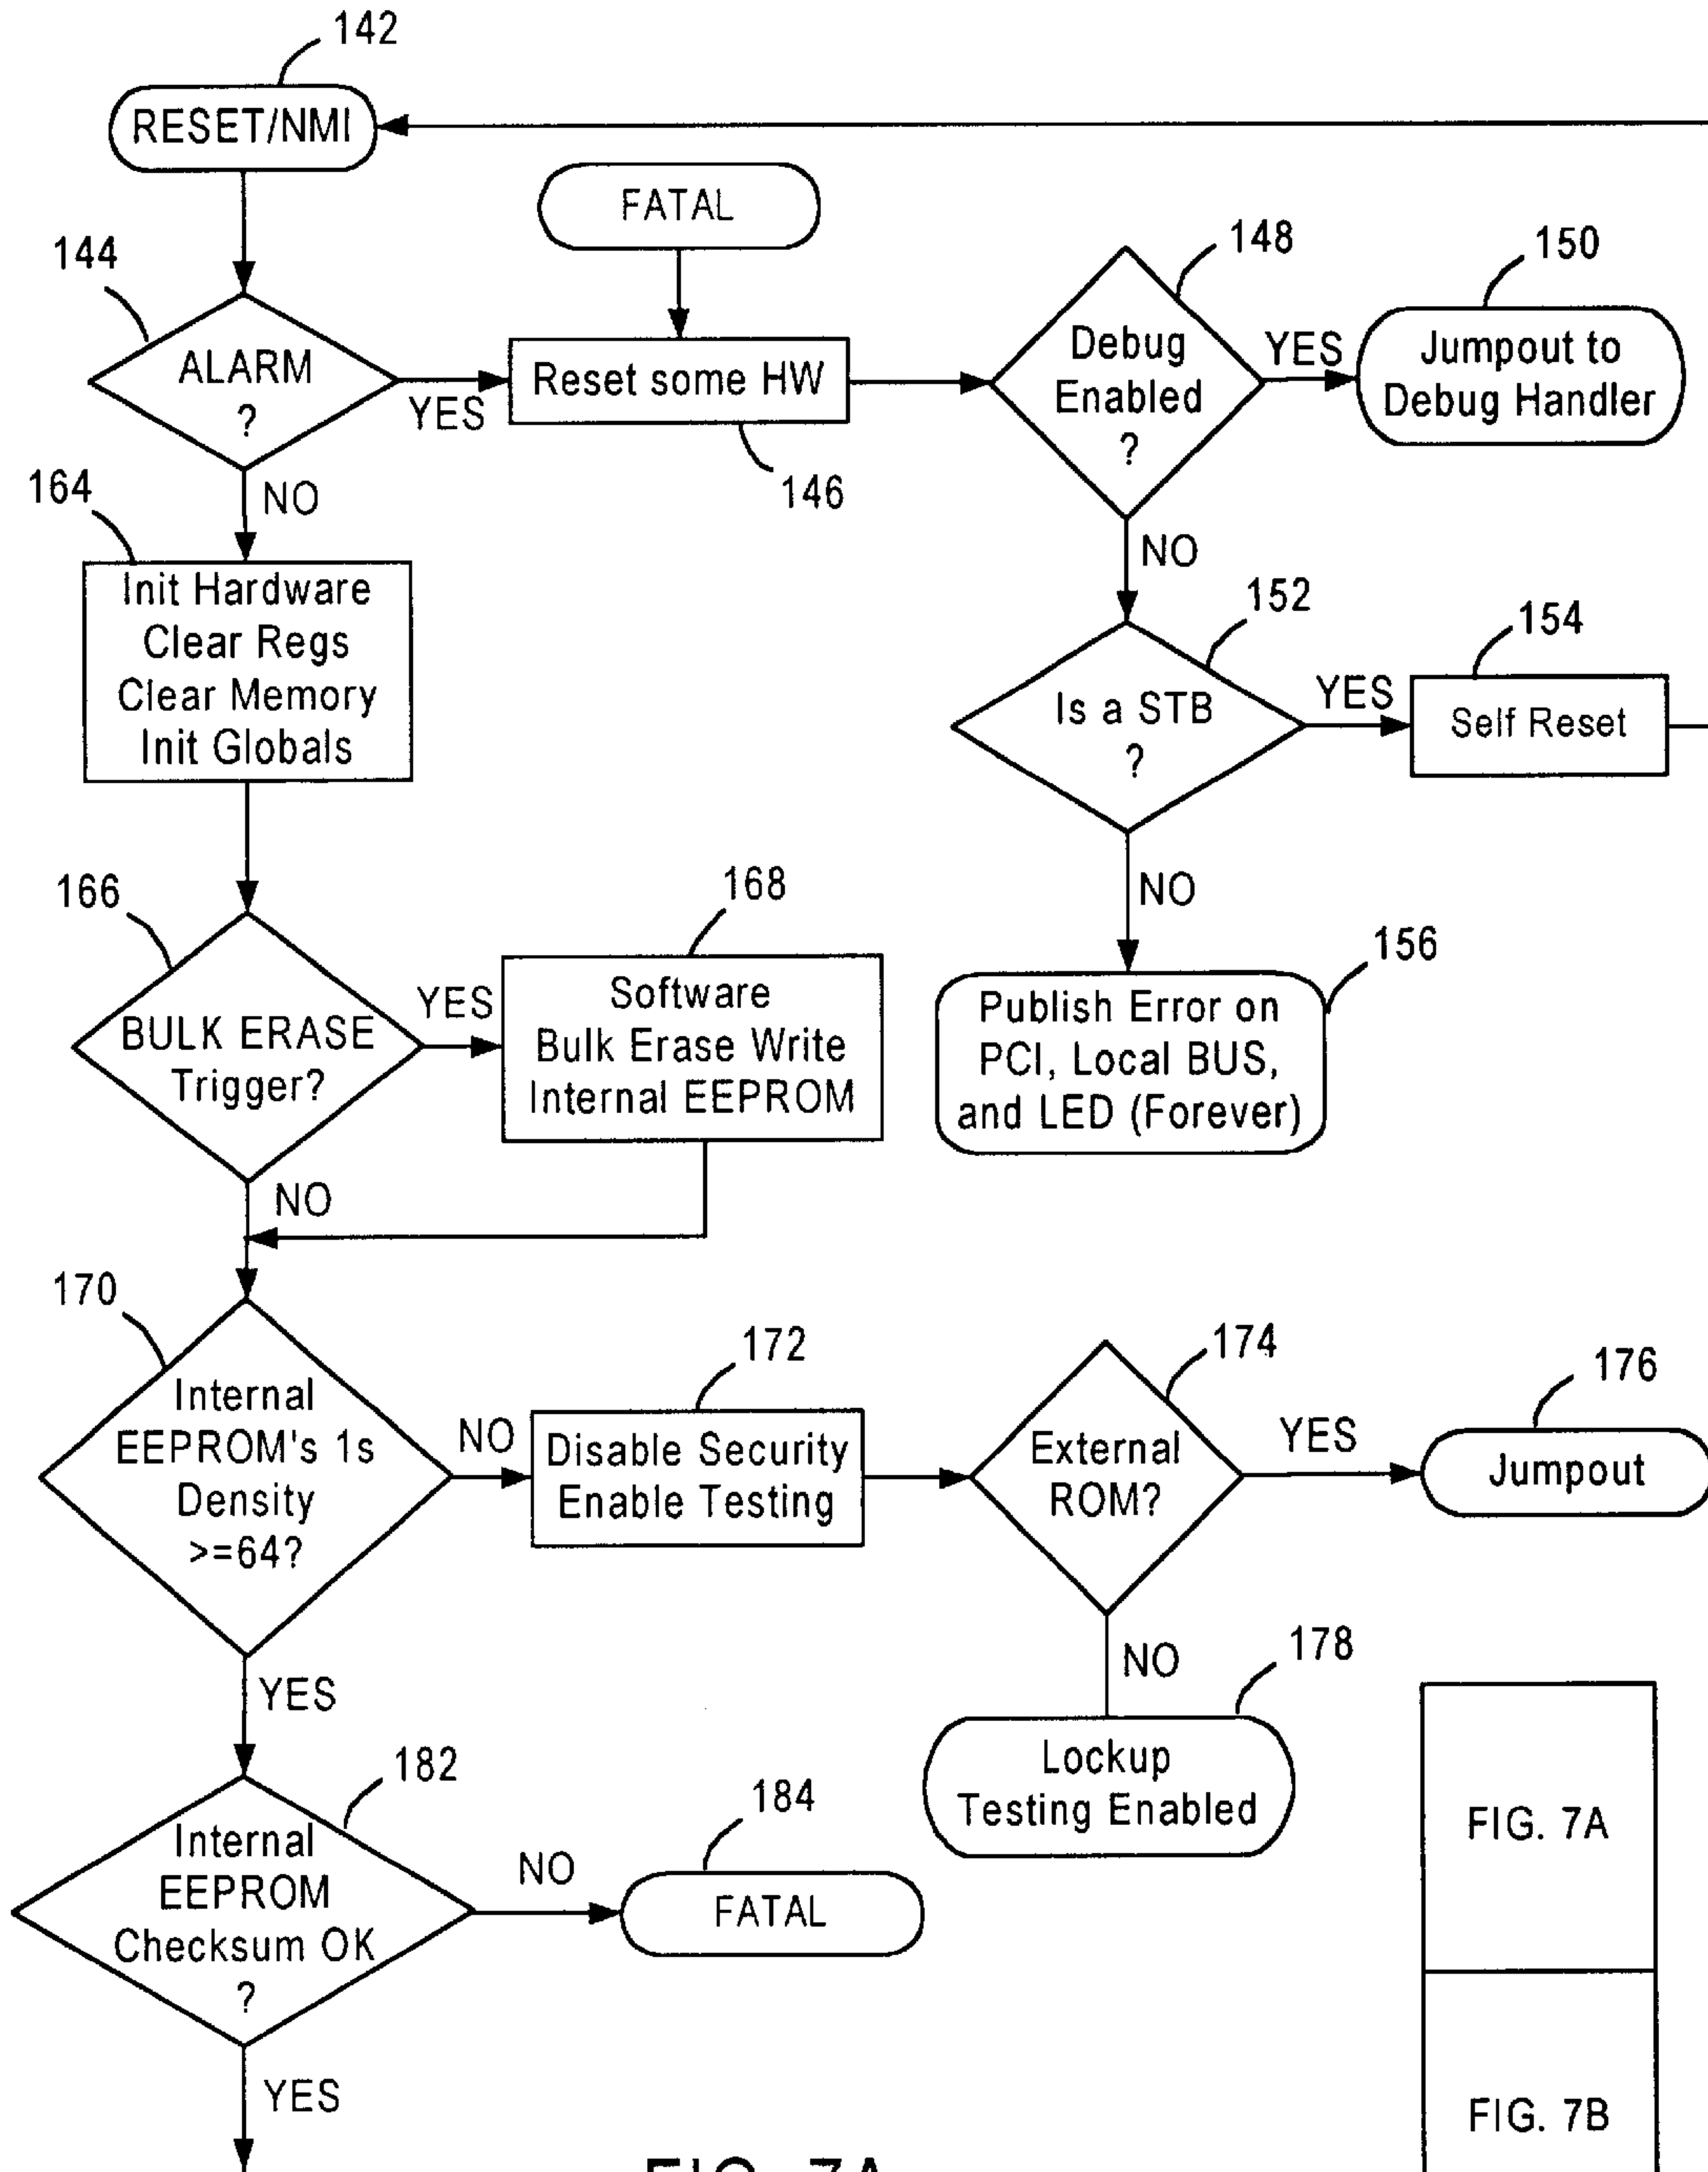 142
RESET/NMI
FATAL
144
ALARM
?
YES
Reset some HW
146
148
Debug
Enabled
?
YES
150
Jumpout to
Debug Handler
NO
164
NO
Init Hardware
Clear Regs
Clear Memory
Init Globals
152
Is a STB
?
YES
154
Self Reset
NO
156
Publish Error on
PCI, Local BUS,
and LED (Forever)
166
BULK ERASE
Trigger?
YES
168
Software
Bulk Erase Write
Internal EEPROM
NO
170
Internal
EEPROM's 1s
Density
>=64?
NO
172
Disable Security
Enable Testing
174
External
ROM?
YES
176
Jumpout
NO
178
Lockup
Testing Enabled
YES
182
Internal
EEPROM
Checksum OK
?
NO
184
FATAL
YES
FIG. 7A
FIG. 7B
FIG. 7A